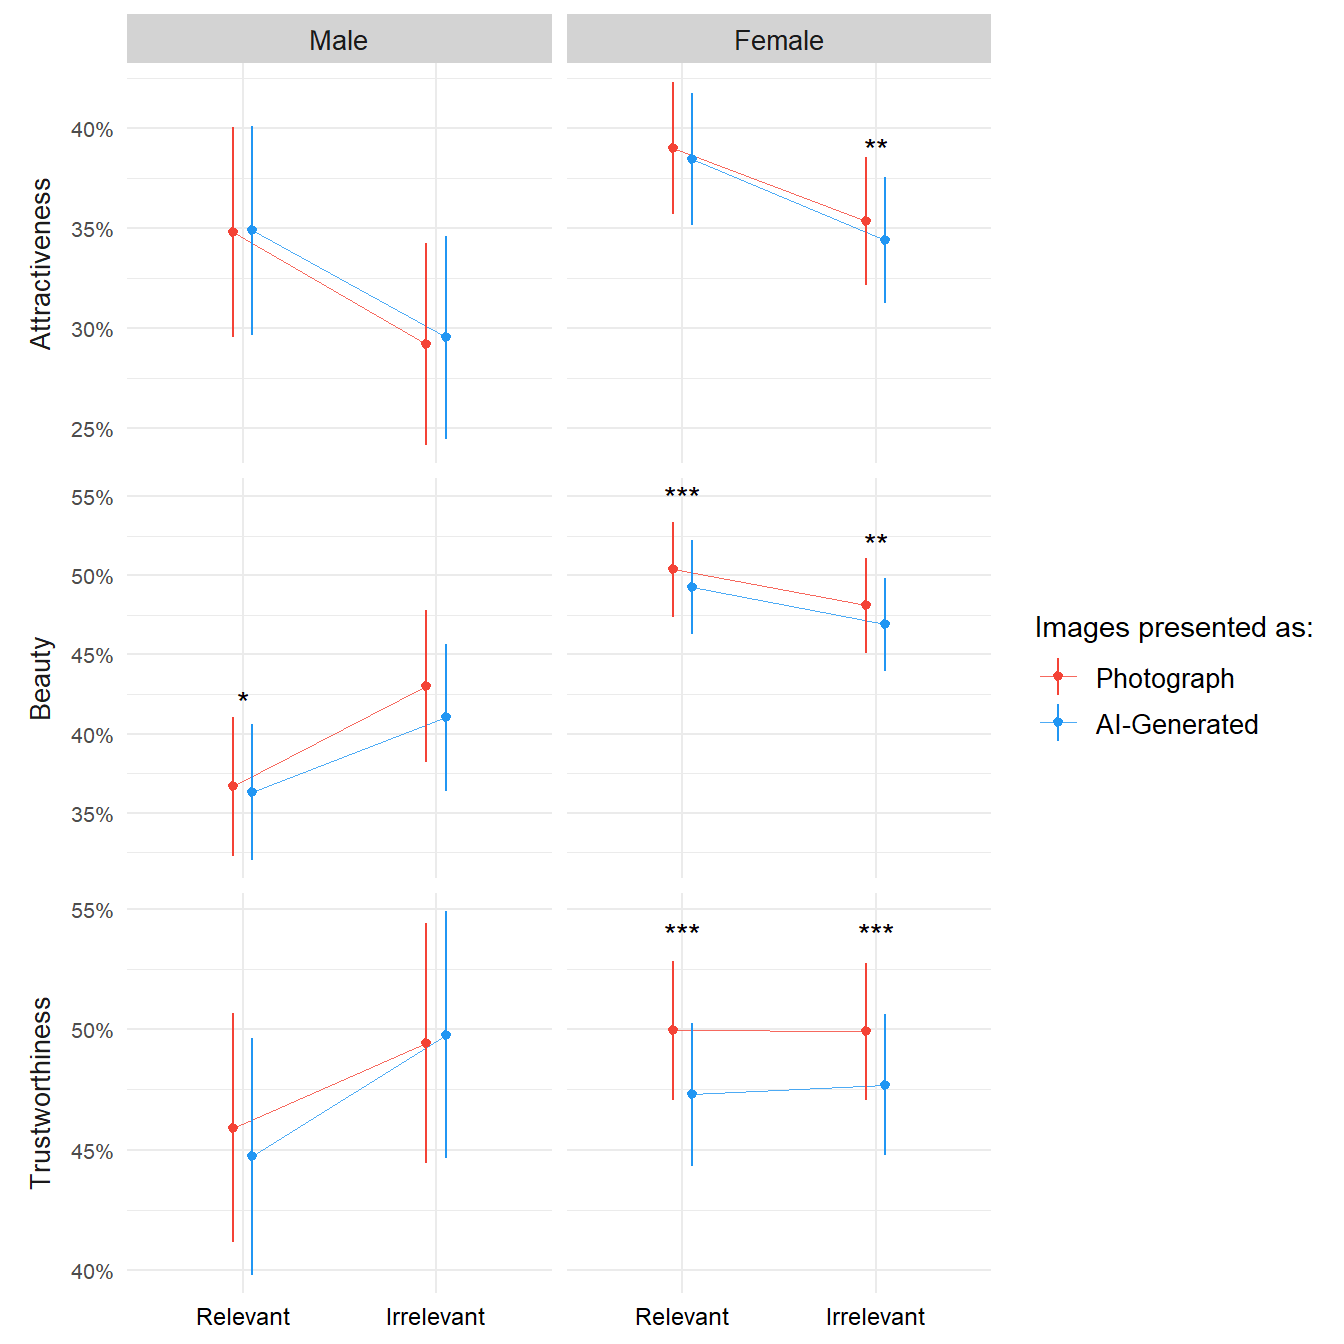 Male
Female
Attractiveness
40%
35%
30%
25%
**
Beauty
55%
50%
45%
40%
35%
*
***
**
Trustworthiness
55%
50%
45%
40%
***
***
Relevant
Irrelevant
Relevant
Irrelevant
Images presented as:
Photograph
AI-Generated